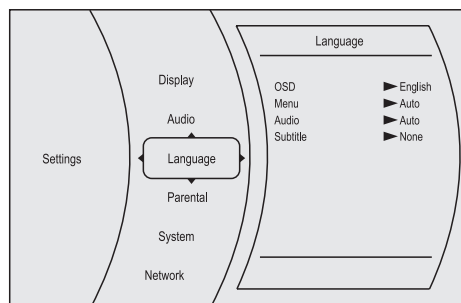 Settings
Display
Audio
Language
Parental
System
Network
Language
OSD ► English
Menu ► Auto
Audio ► Auto
Subtitle ► None